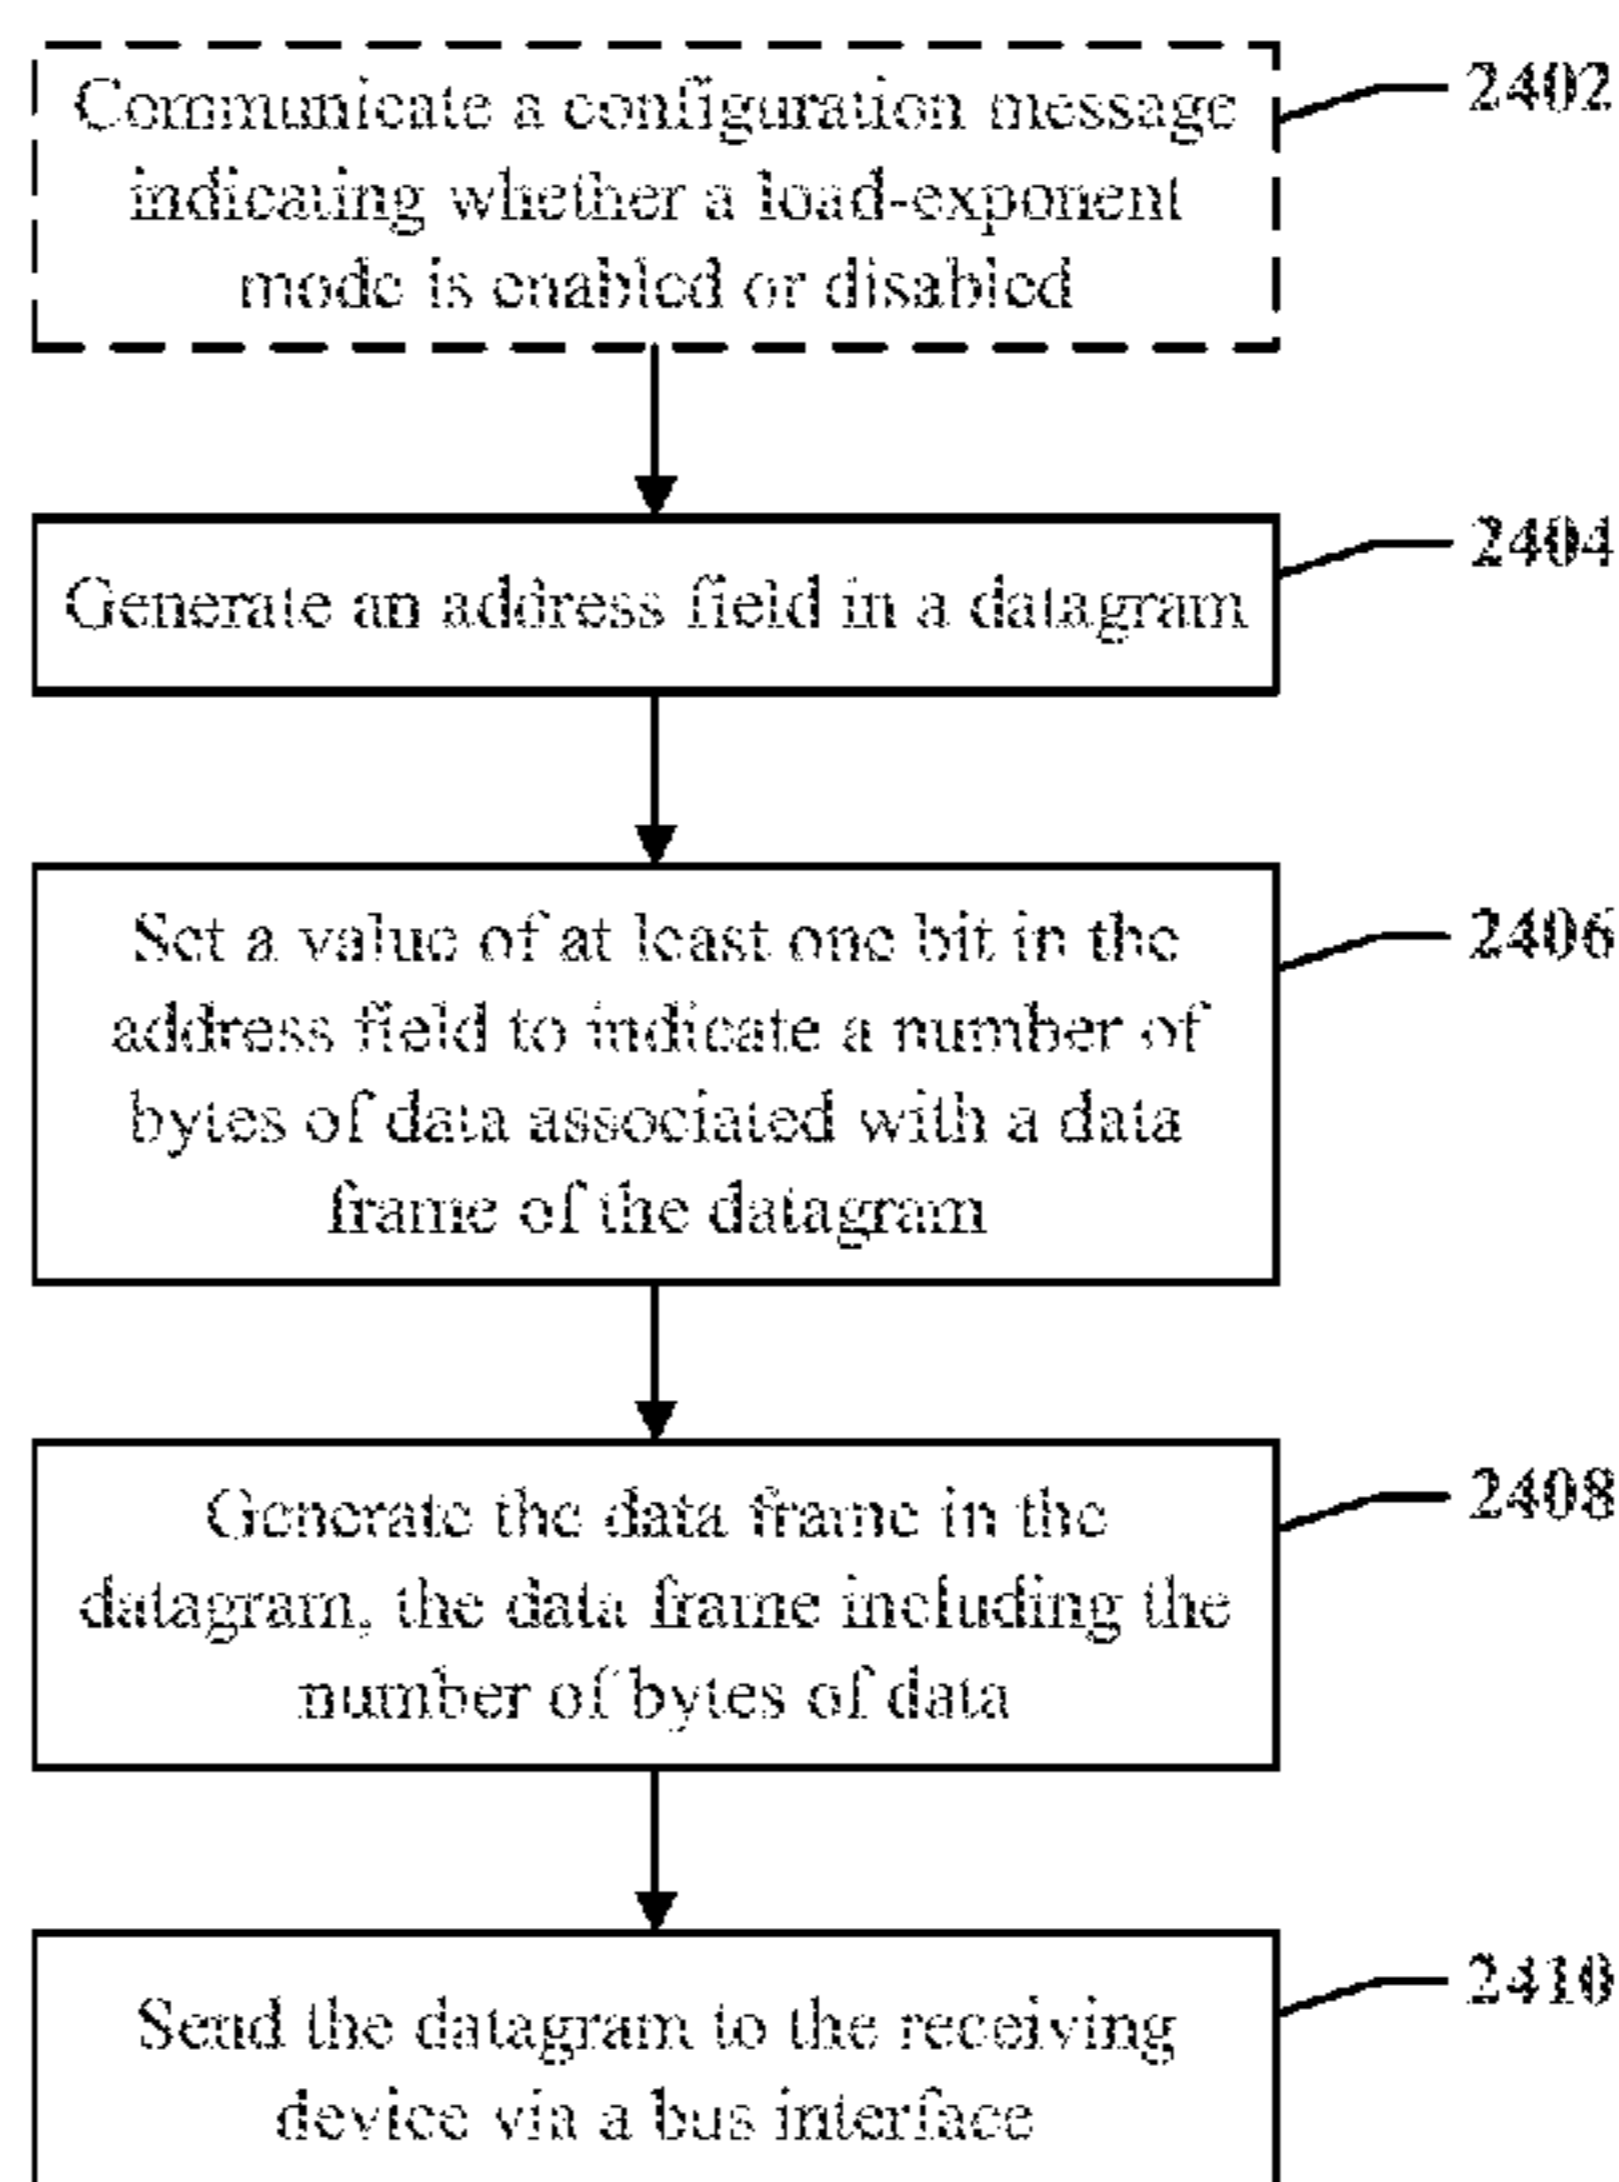 Communicate a configuration message
indicating whether a load-exponent
mode is enabled or disabled
2402
Generate an address field in a datagram
2404
Set a value of at least one bit in the
address field to indicate a number of
bytes of data associated with a data
frame of the datagram
2406
Generate the data frame in the
datagram, the data frame including the
number of bytes of data
2408
Send the datagram to the receiving
device via a bus interface
2410